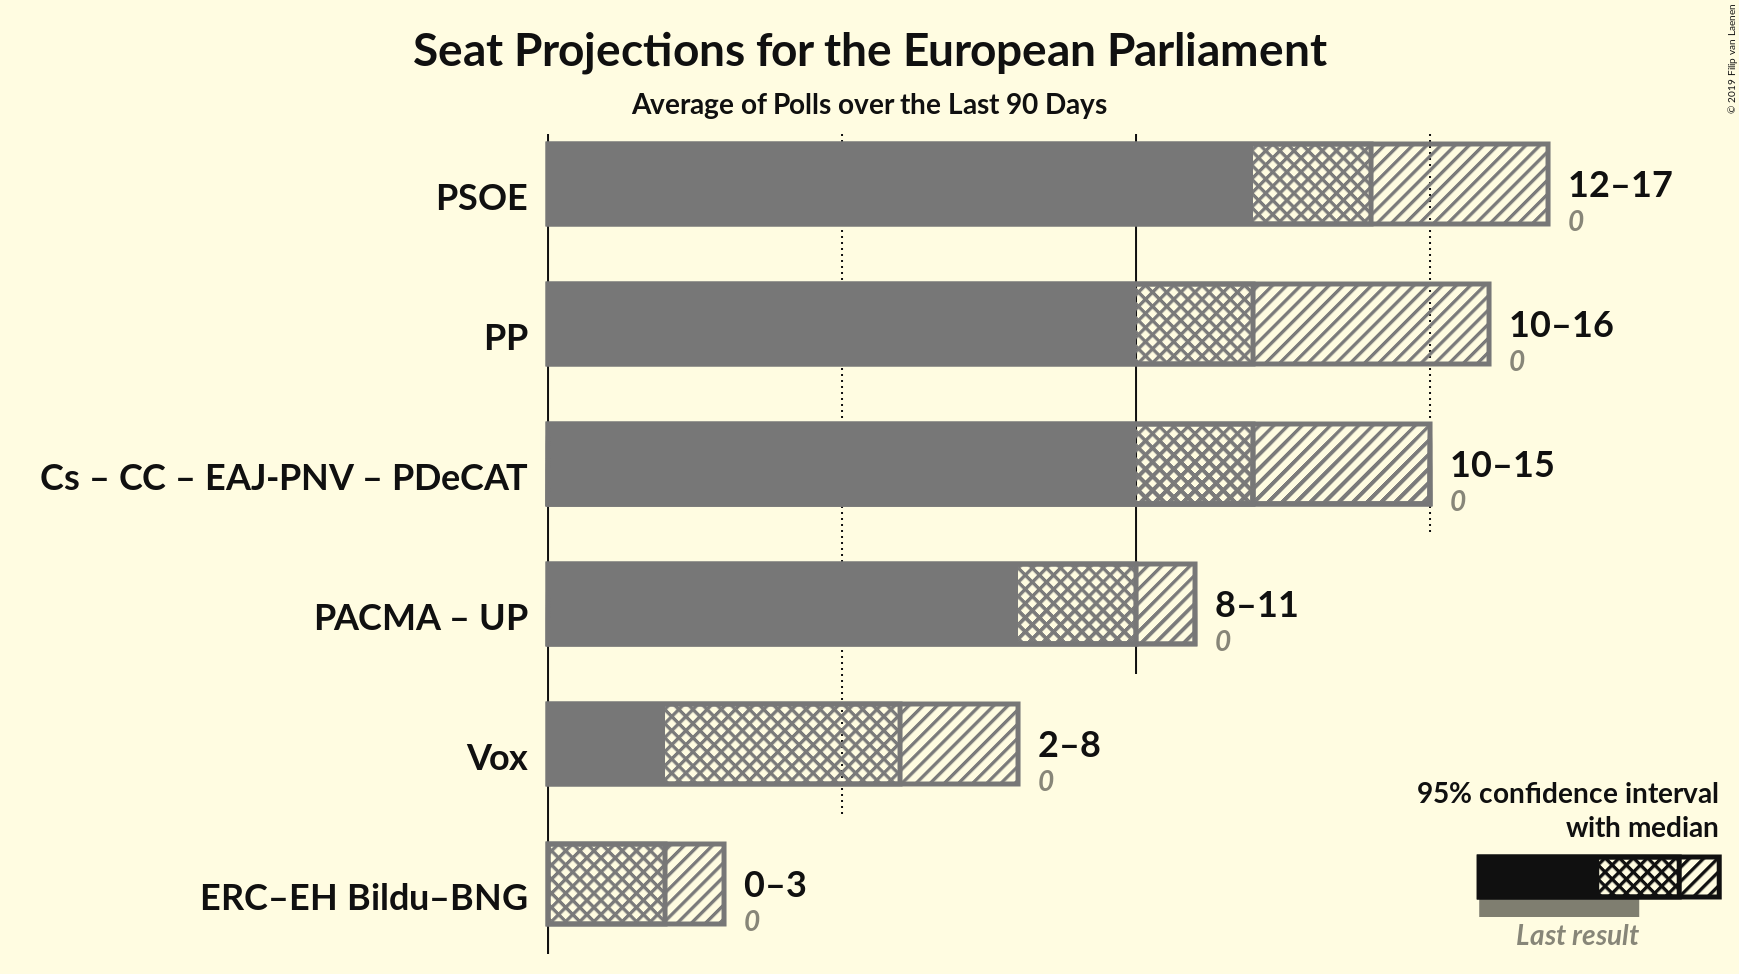 Seat Projections for the European Parliament
Average of Polls over the Last 90 Days
© 2019 Filip van Laenen
PSOE
12–17
0
PP
10–16
0
Cs – CC – EAJ-PNV – PDeCAT
10–15
0
PACMA – UP
8–11
0
Vox
2–8
0
ERC–EH Bildu–BNG
0–3
0
95% confidence interval
with median
Last result